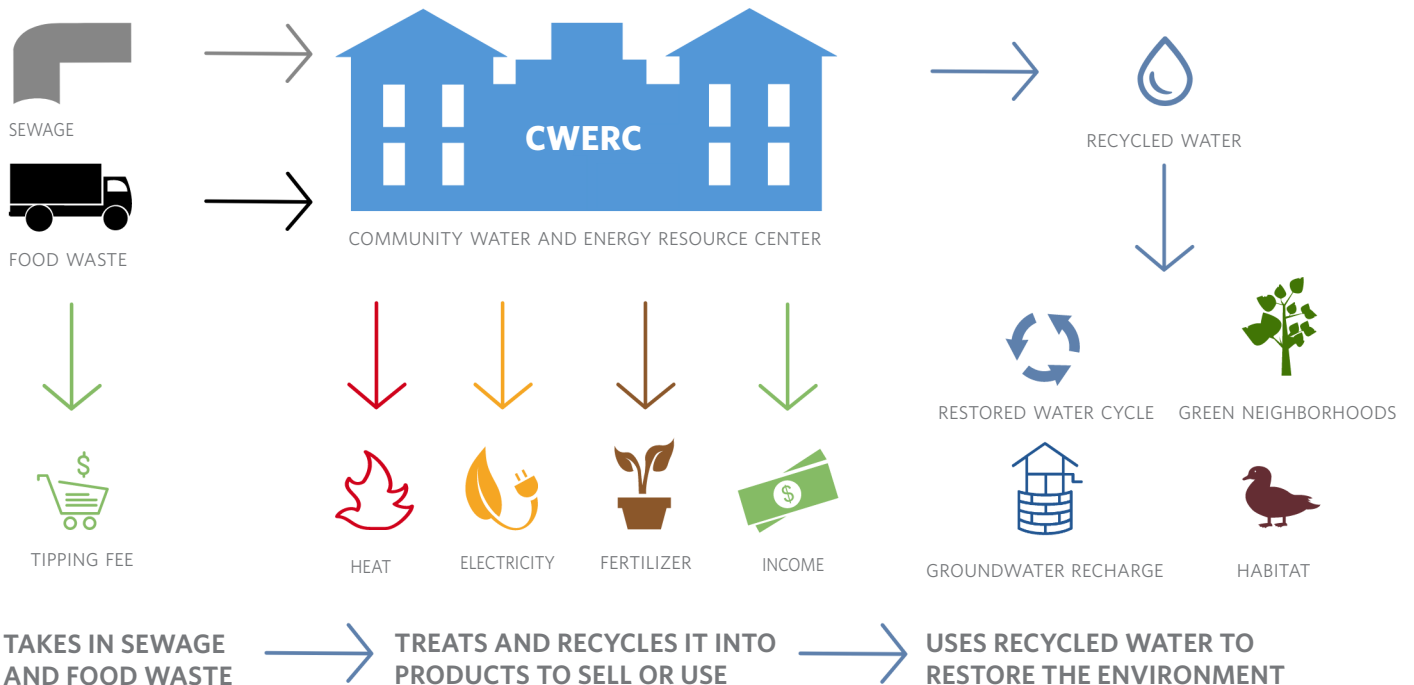 SEWAGE
CWERC
RECYCLED WATER
FOOD WASTE
COMMUNITY WATER AND ENERGY RESOURCE CENTER
RESTORED WATER CYCLE
GREEN NEIGHBORHOODS
$
TIPPING FEE
HEAT
ELECTRICITY
FERTILIZER
$
INCOME
GROUNDWATER RECHARGE
HABITAT
TAKES IN SEWAGE
AND FOOD WASTE
TREATS AND RECYCLES IT INTO
PRODUCTS TO SELL OR USE
USES RECYCLED WATER TO
RESTORE THE ENVIRONMENT